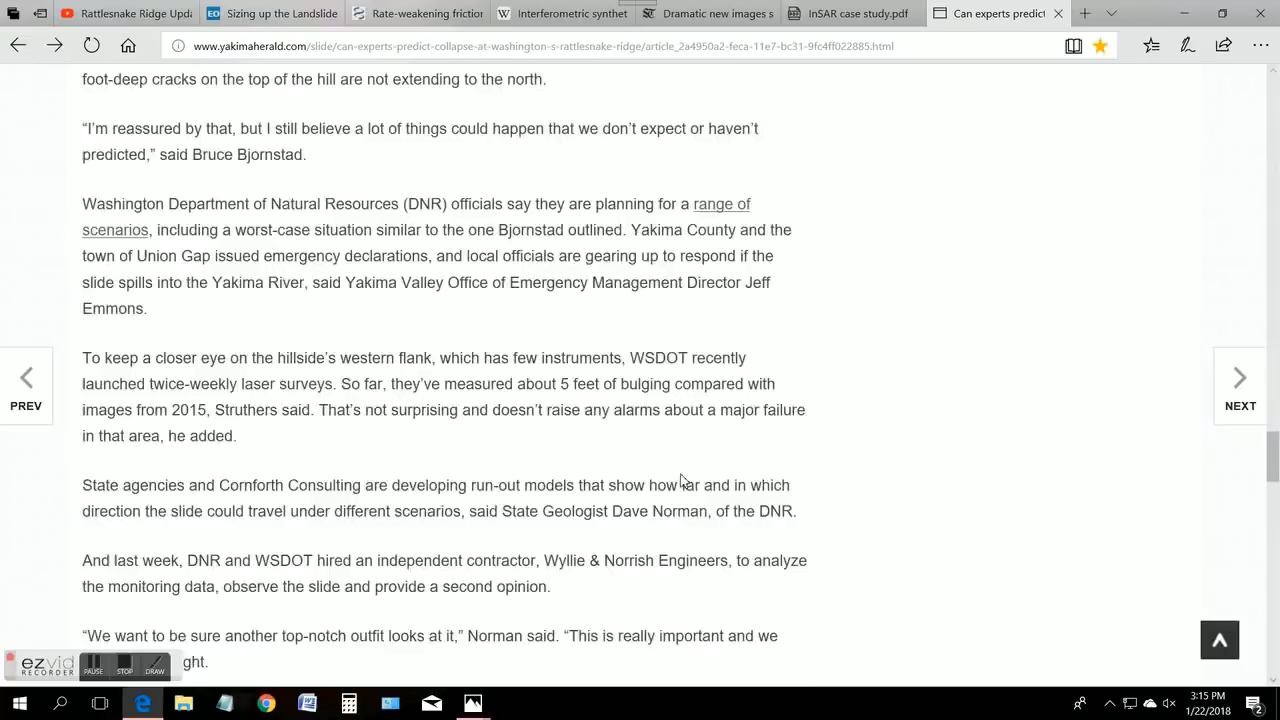 Rattlesnake Ridge Upda
Sizing up the Landslide
Rate-weakening friction
Interferometric synthet
Dramatic new images s
InSAR case study.pdf
Can experts predict
www.yakimaherald.com/slide/can-experts-predict-collapse-at-washington-s-rattlesnake-ridge/article_2a4950a2-feca-11e7-bc31-9fc4ff022885.html
foot-deep cracks on the top of the hill are not extending to the north.
“I’m reassured by that, but I still believe a lot of things could happen that we don’t expect or haven’t
predicted,” said Bruce Bjornstad.
Washington Department of Natural Resources (DNR) officials say they are planning for a range of
scenarios, including a worst-case situation similar to the one Bjornstad outlined. Yakima County and the
town of Union Gap issued emergency declarations, and local officials are gearing up to respond if the
slide spills into the Yakima River, said Yakima Valley Office of Emergency Management Director Jeff
Emmons.
To keep a closer eye on the hillside’s western flank, which has few instruments, WSDOT recently
launched twice-weekly laser surveys. So far, they’ve measured about 5 feet of bulging compared with
images from 2015, Struthers said. That’s not surprising and doesn’t raise any alarms about a major failure
in that area, he added.
PREV
NEXT
State agencies and Cornforth Consulting are developing run-out models that show how far and in which
direction the slide could travel under different scenarios, said State Geologist Dave Norman, of the DNR.
And last week, DNR and WSDOT hired an independent contractor, Wyllie & Norrish Engineers, to analyze
the monitoring data, observe the slide and provide a second opinion.
“We want to be sure another top-notch outfit looks at it,” Norman said. “This is really important and we
ght.
ezvid
RECORDER
PAUSE
STOP
DRAW
3:15 PM
1/22/2018
2